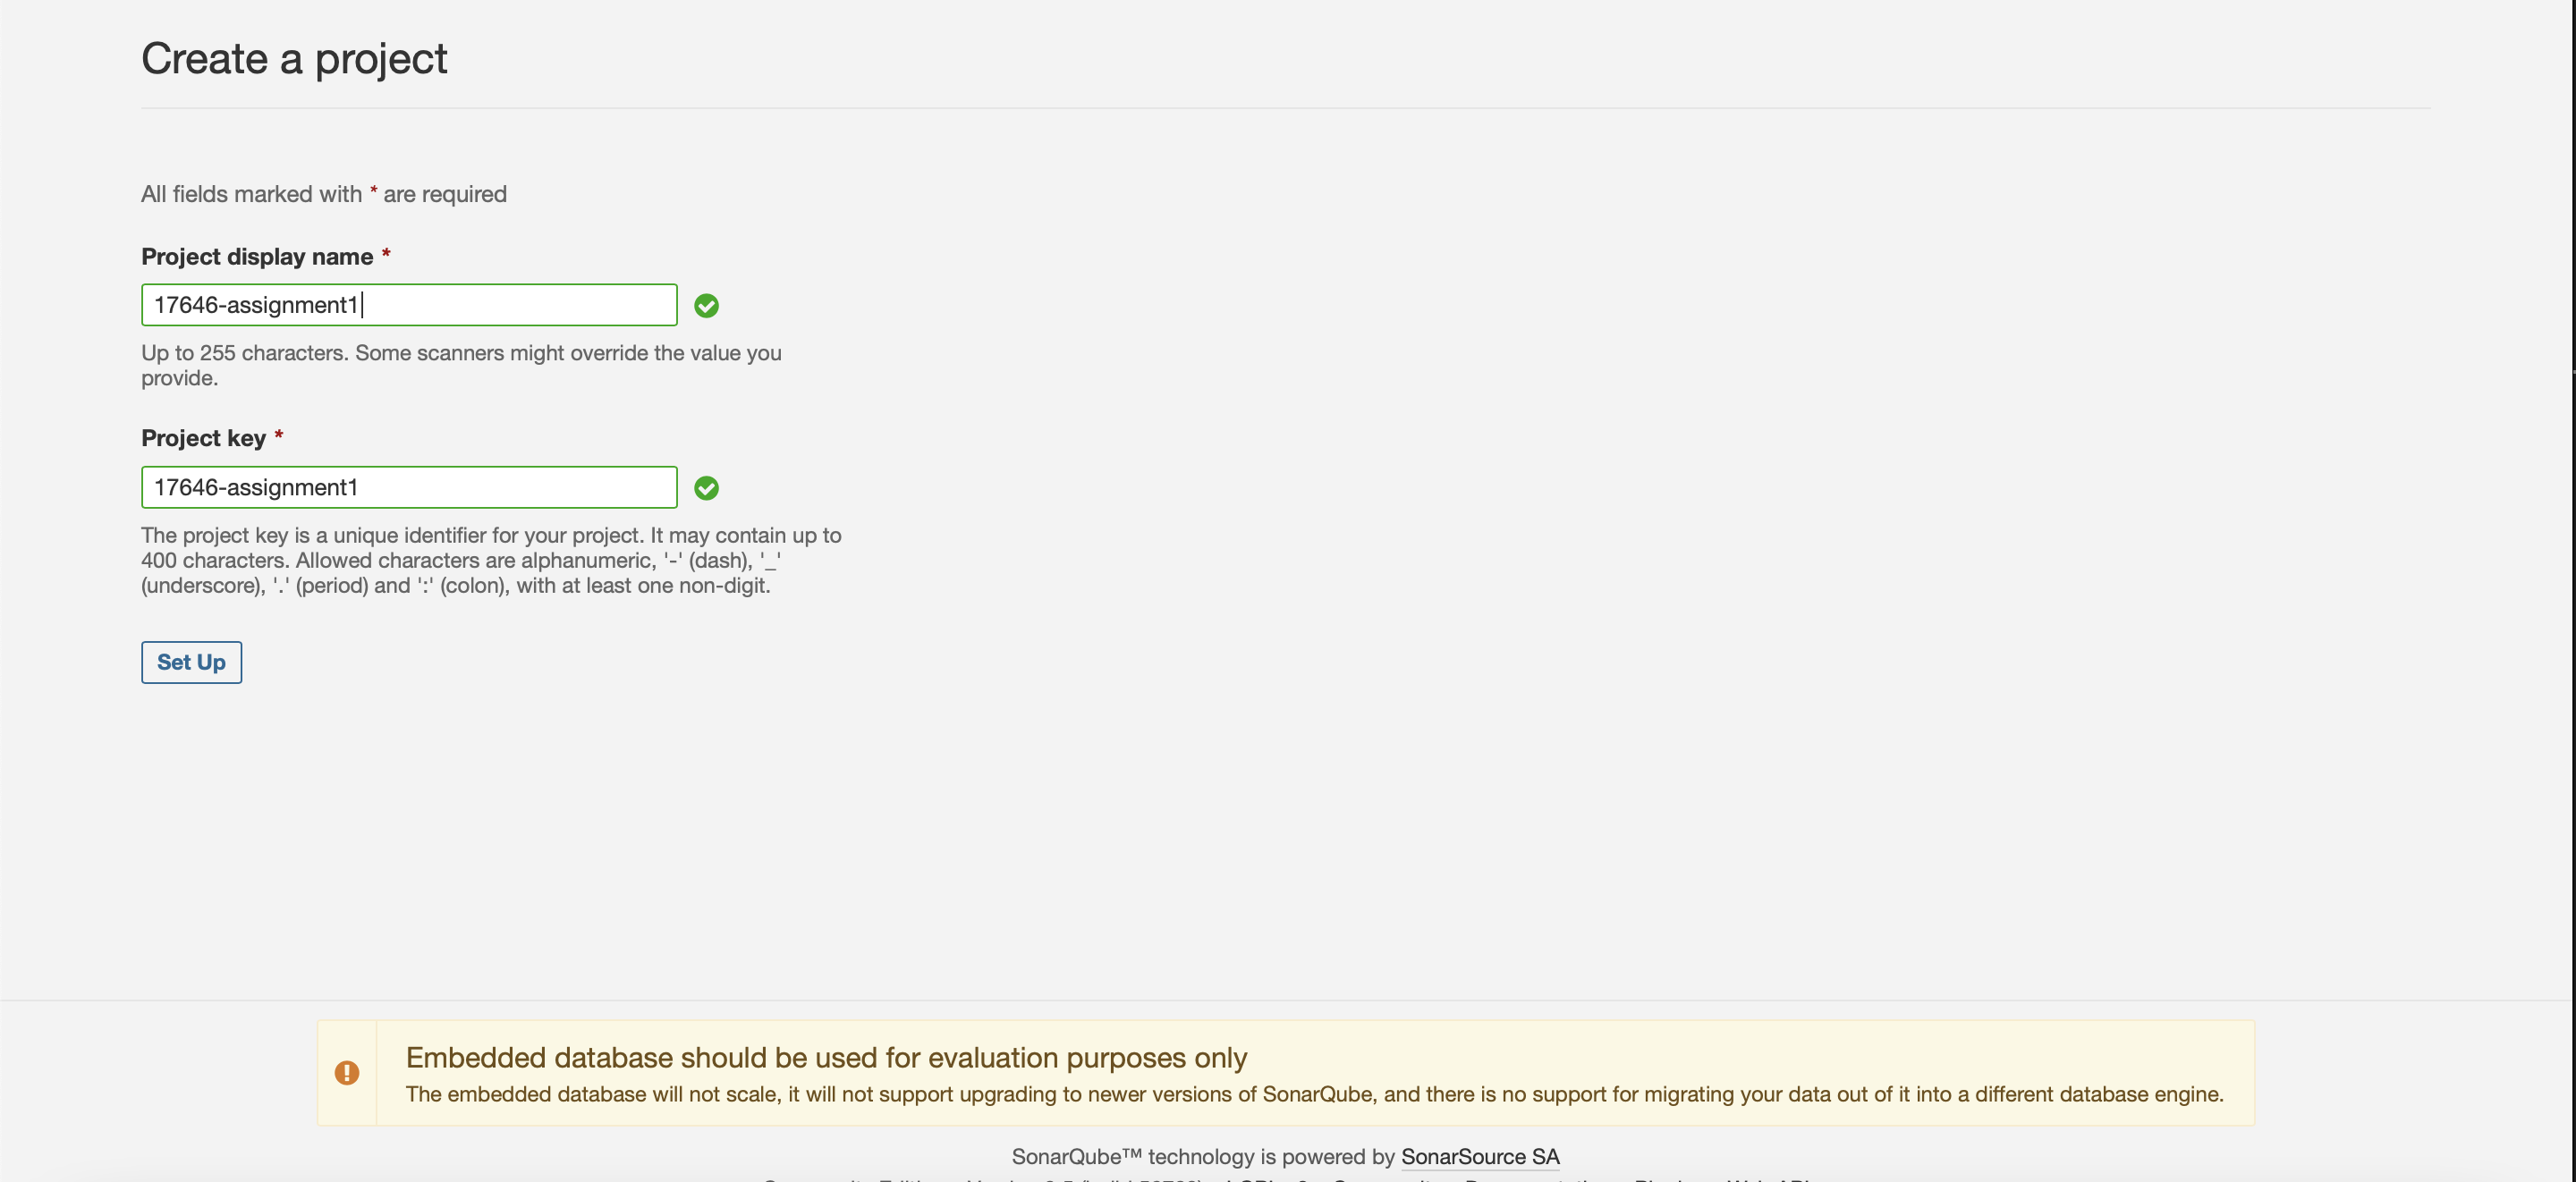 Create a project
All fields marked with * are required
Project display name *
17646-assignment1
Up to 255 characters. Some scanners might override the value you
provide.
Project key *
17646-assignment1
The project key is a unique identifier for your project. It may contain up to
400 characters. Allowed characters are alphanumeric, '-' (dash), '_'
(underscore), '.' (period) and ':' (colon), with at least one non-digit.
Set Up
Embedded database should be used for evaluation purposes only
The embedded database will not scale, it will not support upgrading to newer versions of SonarQube, and there is no support for migrating your data out of it into a different database engine.
SonarQube™ technology is powered by SonarSource SA